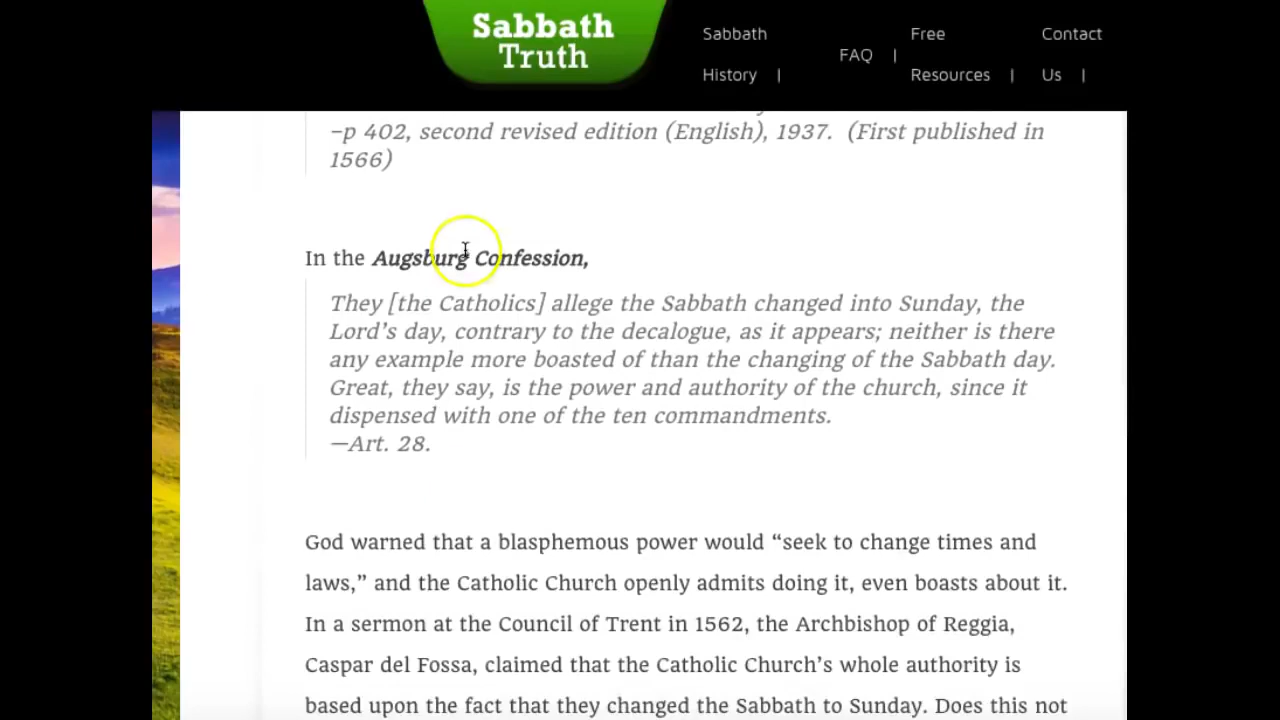 Sabbath
Truth
Sabbath
History |
FAQ |
Free
Resources |
Contact
Us |
–p 402, second revised edition (English), 1937. (First published in
1566)
In the Augsburg Confession,
They [the Catholics] allege the Sabbath changed into Sunday, the
Lord’s day, contrary to the decalogue, as it appears; neither is there
any example more boasted of than the changing of the Sabbath day.
Great, they say, is the power and authority of the church, since it
dispensed with one of the ten commandments.
—Art. 28.
God warned that a blasphemous power would “seek to change times and
laws,” and the Catholic Church openly admits doing it, even boasts about it.
In a sermon at the Council of Trent in 1562, the Archbishop of Reggia,
Caspar del Fossa, claimed that the Catholic Church’s whole authority is
based upon the fact that they changed the Sabbath to Sunday. Does this not